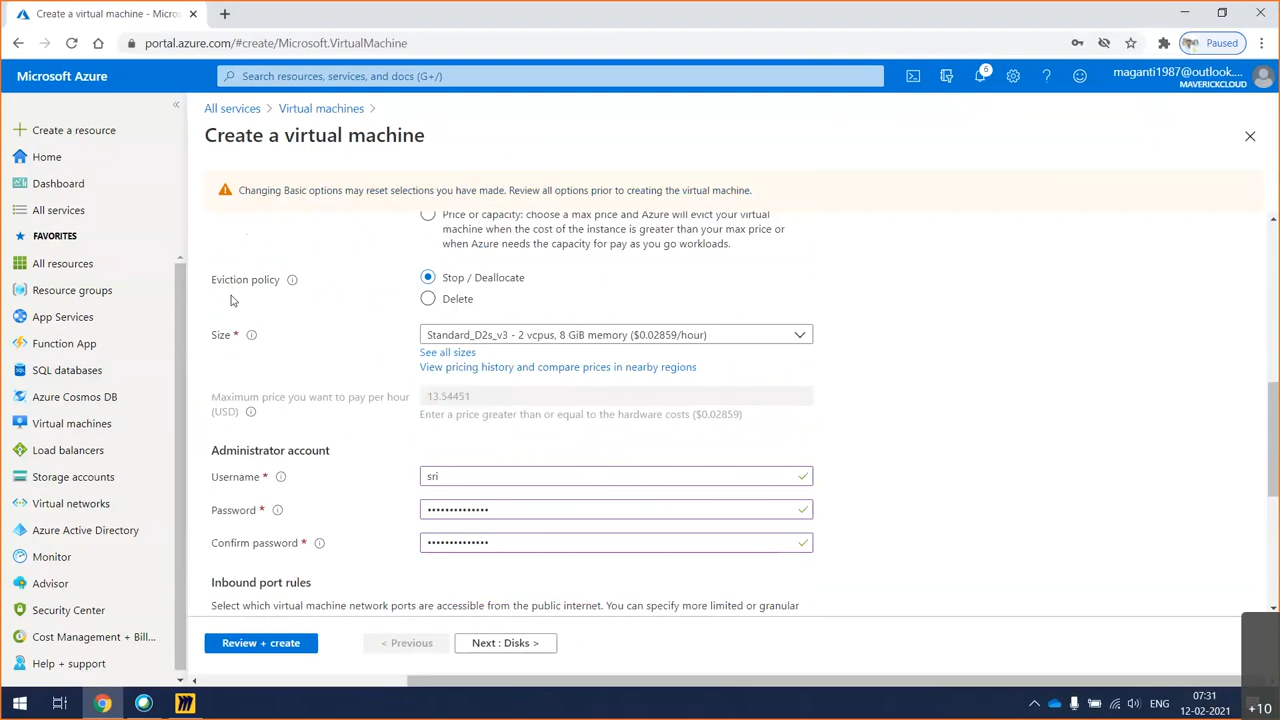 Create a virtual machine - Micros
portal.azure.com/#create/Microsoft.VirtualMachine
Paused
Microsoft Azure
Search resources, services, and docs (G+/)
6
maganti1987@outlook....
MAVERICKCLOUD
Create a resource
Home
Dashboard
All services
FAVORITES
All resources
Resource groups
App Services
Function App
SQL databases
Azure Cosmos DB
Virtual machines
Load balancers
Storage accounts
Virtual networks
Azure Active Directory
Monitor
Advisor
Security Center
Cost Management + Bill...
Help + support
All services > Virtual machines >
Create a virtual machine
Changing Basic options may reset selections you have made. Review all options prior to creating the virtual machine.
Price or capacity: choose a max price and Azure will evict your virtual
machine when the cost of the instance is greater than your max price or
when Azure needs the capacity for pay as you go workloads.
Eviction policy
Stop / Deallocate
Delete
Size *
Standard_D2s_v3 - 2 vcpus, 8 GiB memory ($0.02859/hour)
See all sizes
View pricing history and compare prices in nearby regions
Maximum price you want to pay per hour
(USD)
13.54451
Enter a price greater than or equal to the hardware costs ($0.02859)
Administrator account
Username *
sri
Password *
••••••••••••••
Confirm password *
••••••••••••••
Inbound port rules
Select which virtual machine network ports are accessible from the public internet. You can specify more limited or granular
Review + create
< Previous
Next : Disks >
ENG
07:31
12-02-2021
+10